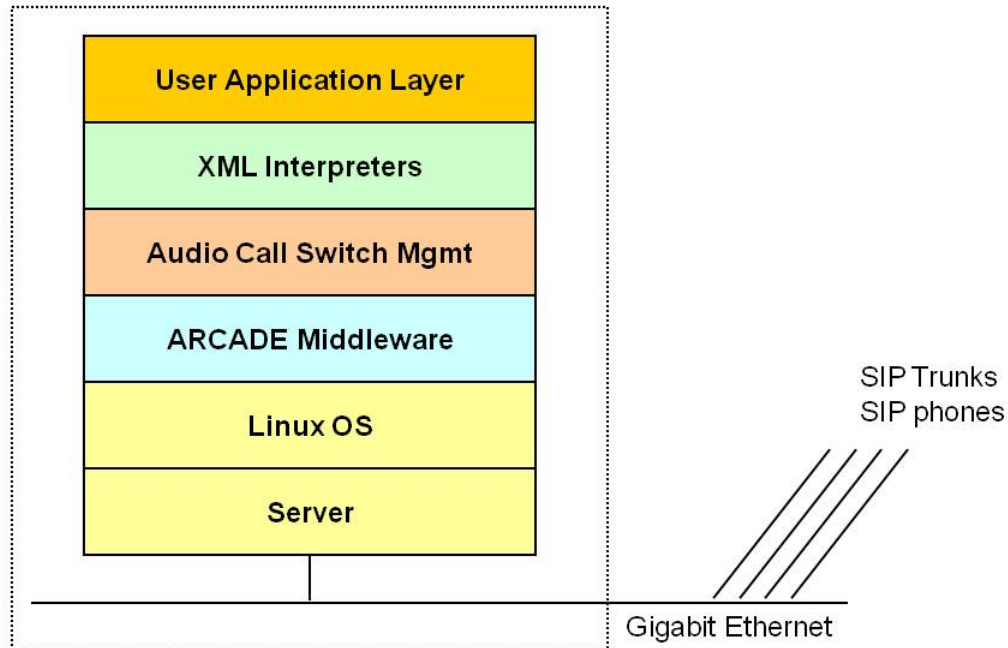 User Application Layer
XML Interpreters
Audio Call Switch Mgmt
ARCADE Middleware
Linux OS
Server
SIP Trunks
SIP phones
Gigabit Ethernet